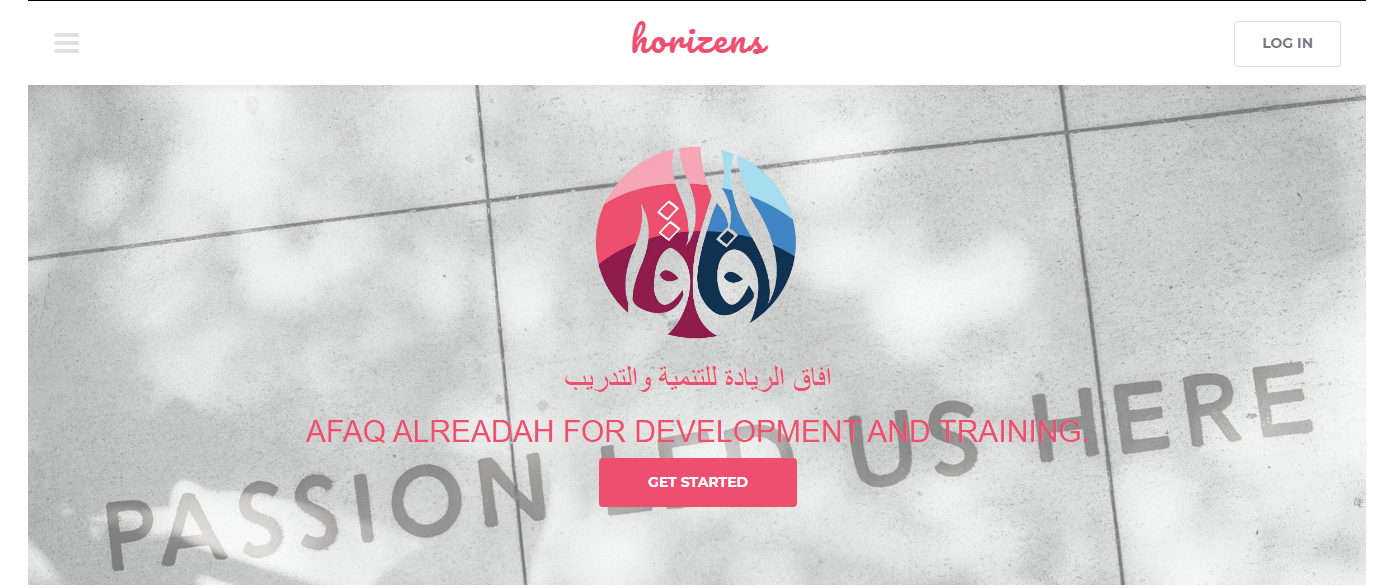 horizens
LOG IN
آفاق الريادة للتنمية والتدريب
AFAQ ALREADAH FOR DEVELOPMENT AND TRAINING.
GET STARTED
PASSION LED US HERE